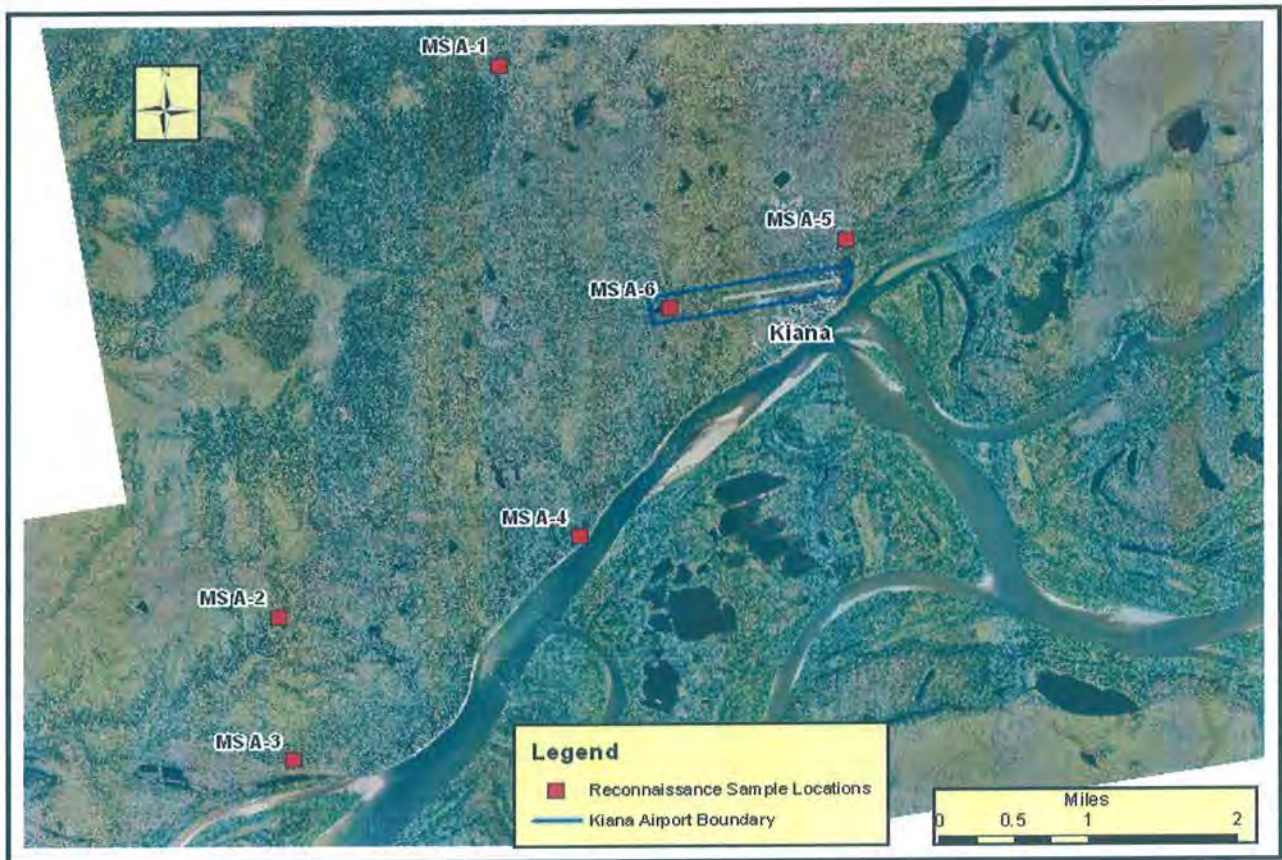 MS A-1
N
MS A-5
MS A-6
Kiana
MS A-4
MS A-2
MS A-3
Legend
Reconnaissance Sample Locations
Kiana Airport Boundary
Miles
0 0.5 1 2